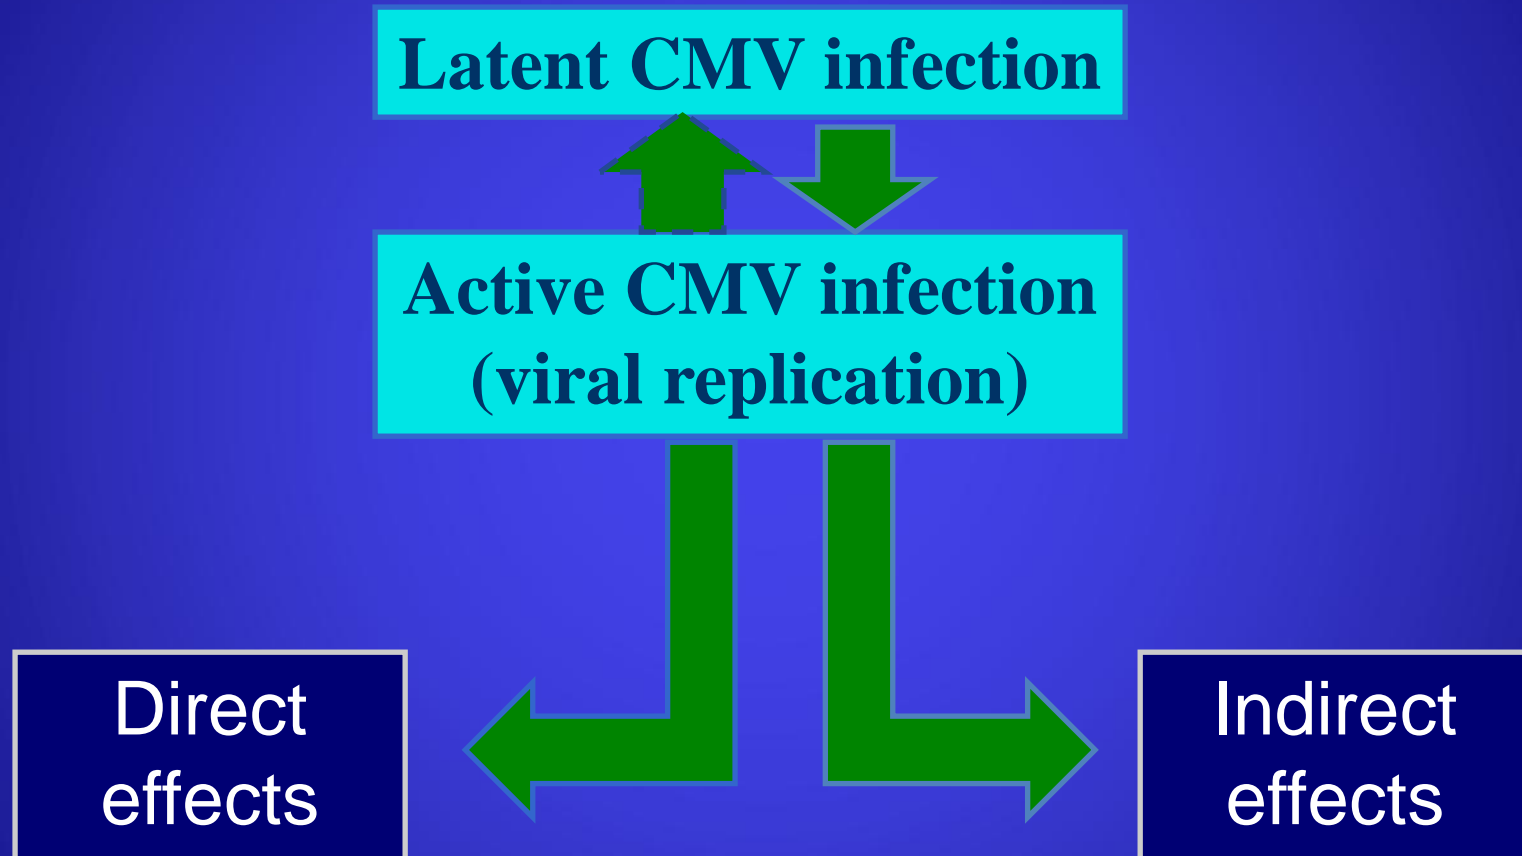 Latent CMV infection
Active CMV infection
(viral replication)
Direct
effects
Indirect
effects